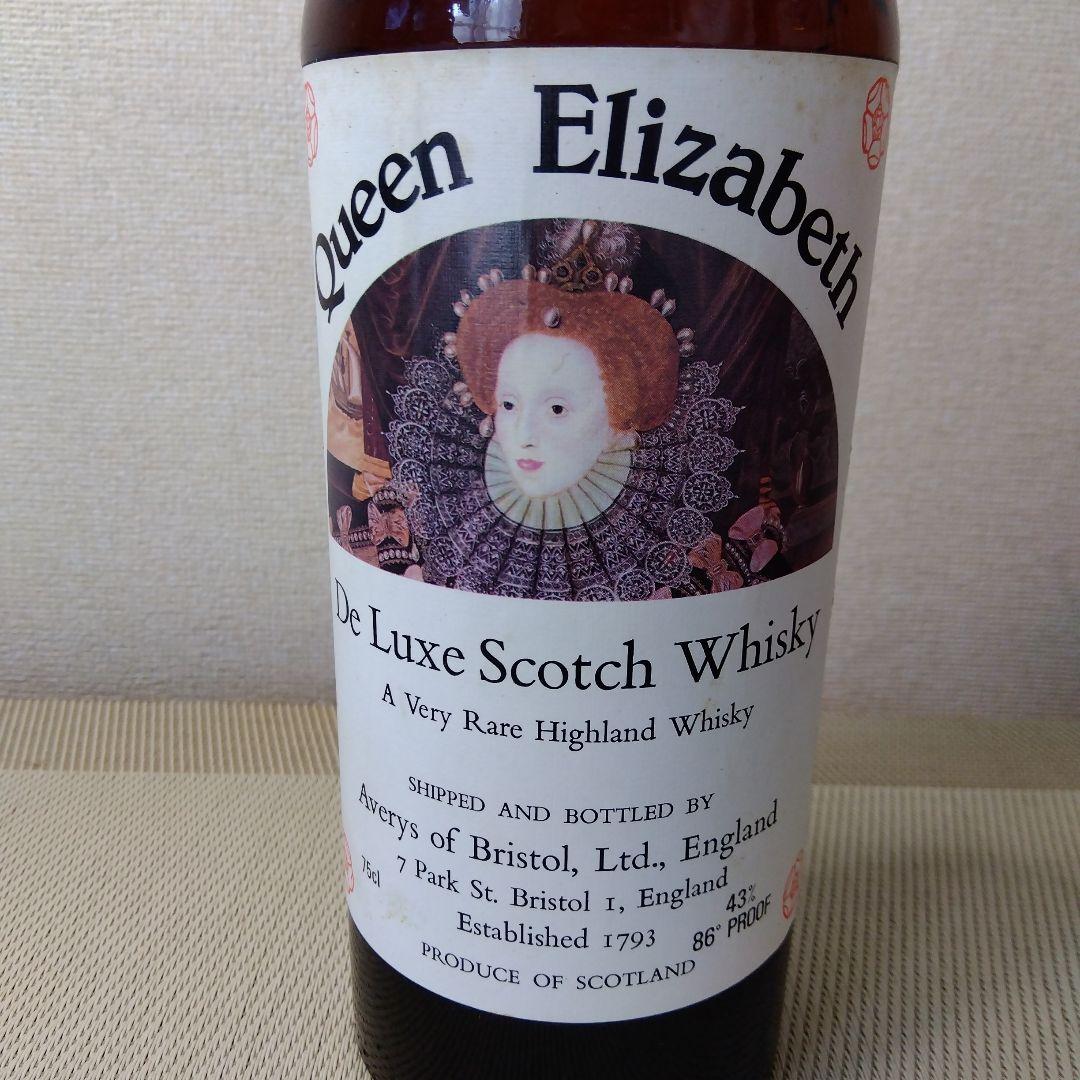 Queen Elizabeth
De Luxe Scotch Whisky
A Very Rare Highland Whisky
SHIPPED AND BOTTLED BY
Averys of Bristol, Ltd., England
7 Park St. Bristol 1, England
75cl
Established 1793
43%
86° PROOF
PRODUCE OF SCOTLAND